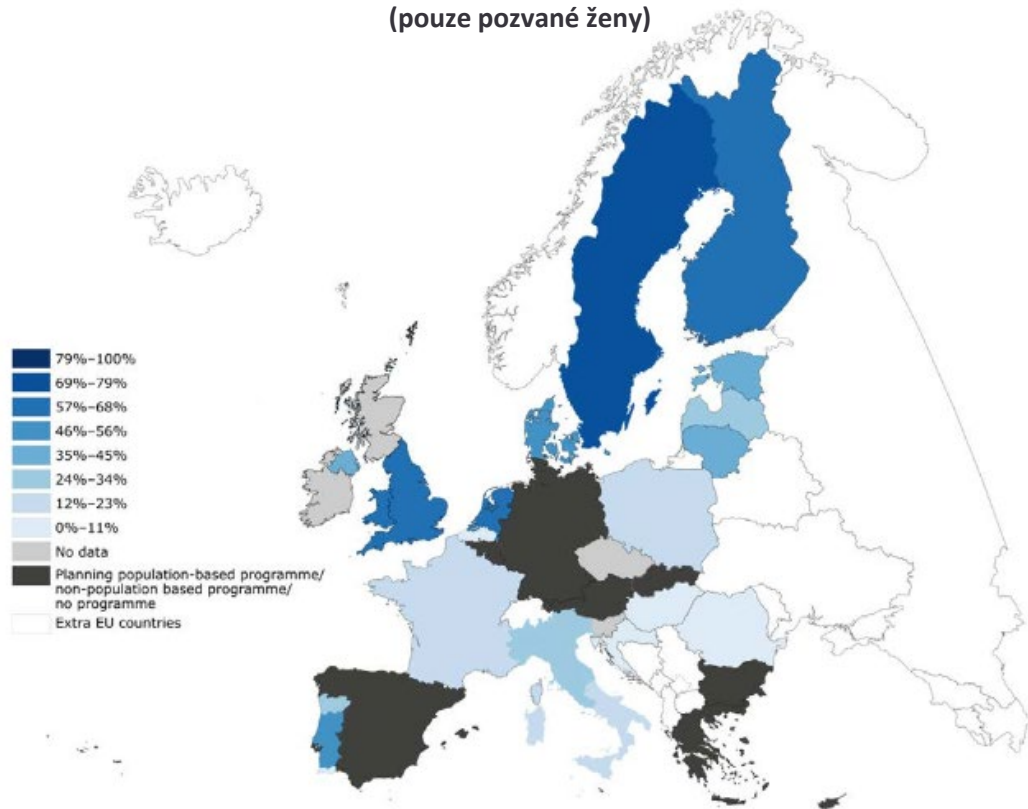 (pouze pozvané ženy)
79%–100%
69%–79%
57%–68%
46%–56%
35%–45%
24%–34%
12%–23%
0%–11%
No data
Planning population-based programme/
non-population based programme/
no programme
Extra EU countries